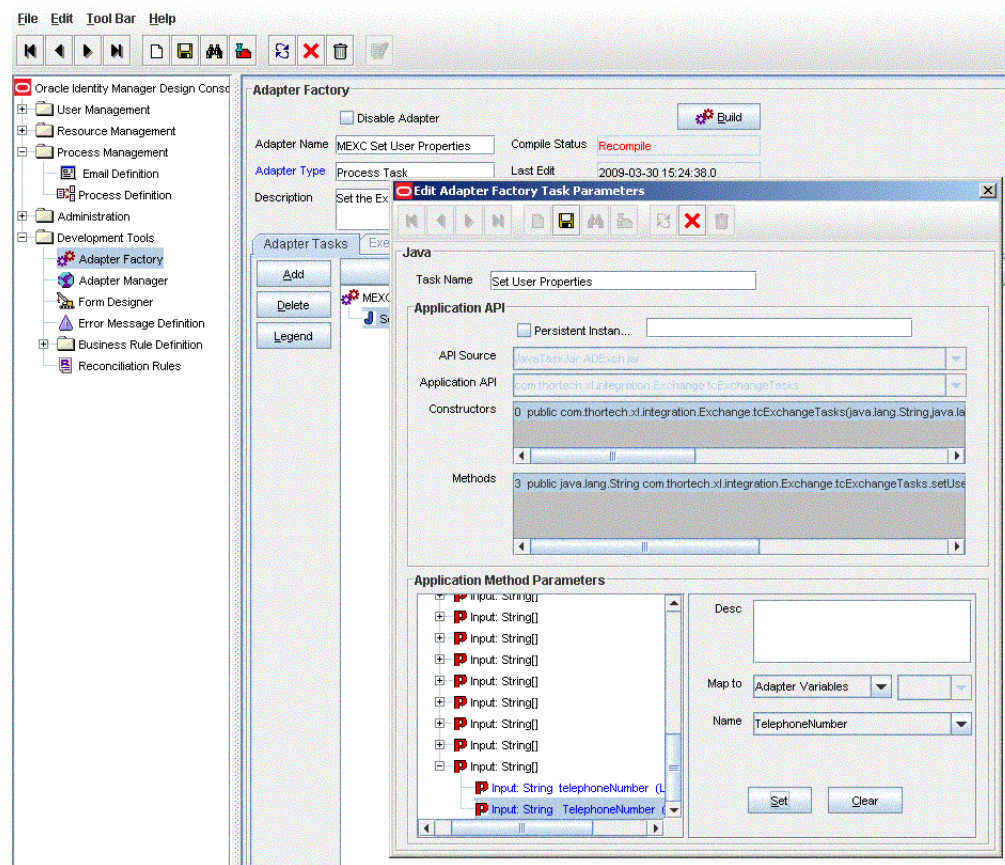 File Edit Tool Bar Help
Oracle Identity Manager Design Conso
User Management
Resource Management
Process Management
Email Definition
Process Definition
Administration
Development Tools
Adapter Factory
Adapter Manager
Form Designer
Error Message Definition
Business Rule Definition
Reconciliation Rules
Adapter Factory
Disable Adapter
Build
Adapter Name MEXC Set User Properties Compile Status Recompile
Adapter Type Process Task Last Edit 2009-03-30 15:24:38.0
Description Set the Ex
Adapter Tasks Exe
Add
Delete
Legend
MEXC
J Se
Edit Adapter Factory Task Parameters
Java
Task Name Set User Properties
Application API
Persistent Instan...
API Source JavaTaskJar:ADExch.jar
Application API com.thortech.xl.integration.Exchange.tcExchangeTasks
Constructors 0 public com.thortech.xl.integration.Exchange.tcExchangeTasks(java.lang.String,java.la
Methods 3 public java.lang.String com.thortech.xl.integration.Exchange.tcExchangeTasks.setUse
Application Method Parameters
P Input: String[]
P Input: String[]
P Input: String[]
P Input: String[]
P Input: String[]
P Input: String[]
P Input: String[]
P Input: String[]
P Input: String[]
P Input: String telephoneNumber (L
P Input: String TelephoneNumber (
Desc
Map to Adapter Variables
Name TelephoneNumber
Set Clear